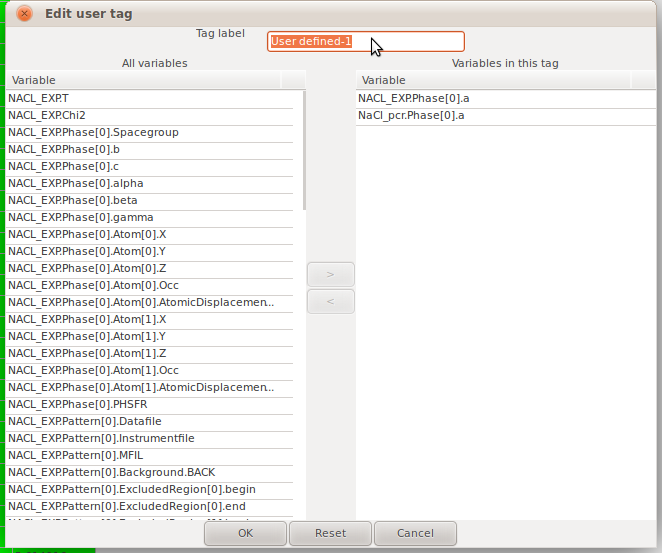 Edit user tag
Tag label
User defined-1
All variables
Variables in this tag
Variable
Variable
NACL_EXP.T
NACL_EXP.Chi2
NACL_EXP.Phase[0].Spacegroup
NACL_EXP.Phase[0].b
NACL_EXP.Phase[0].c
NACL_EXP.Phase[0].alpha
NACL_EXP.Phase[0].beta
NACL_EXP.Phase[0].gamma
NACL_EXP.Phase[0].Atom[0].X
NACL_EXP.Phase[0].Atom[0].Y
NACL_EXP.Phase[0].Atom[0].Z
NACL_EXP.Phase[0].Atom[0].Occ
NACL_EXP.Phase[0].Atom[0].AtomicDisplacemen...
NACL_EXP.Phase[0].Atom[1].X
NACL_EXP.Phase[0].Atom[1].Y
NACL_EXP.Phase[0].Atom[1].Z
NACL_EXP.Phase[0].Atom[1].Occ
NACL_EXP.Phase[0].Atom[1].AtomicDisplacemen...
NACL_EXP.Phase[0].PHSFR
NACL_EXP.Pattern[0].Datafile
NACL_EXP.Pattern[0].Instrumentfile
NACL_EXP.Pattern[0].MFIL
NACL_EXP.Pattern[0].Background.BACK
NACL_EXP.Pattern[0].ExcludedRegion[0].begin
NACL_EXP.Pattern[0].ExcludedRegion[0].end
NACL_EXP.Phase[0].a
NaCl_pcr.Phase[0].a
>
<
OK
Reset
Cancel